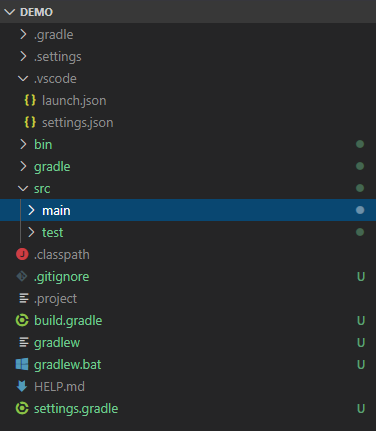 DEMO
.gradle
.settings
.vscode
{} launch.json
{} settings.json
bin
gradle
src
main
test
J .classpath
.gitignore U
.project
build.gradle U
gradlew U
gradlew.bat U
HELP.md
settings.gradle U